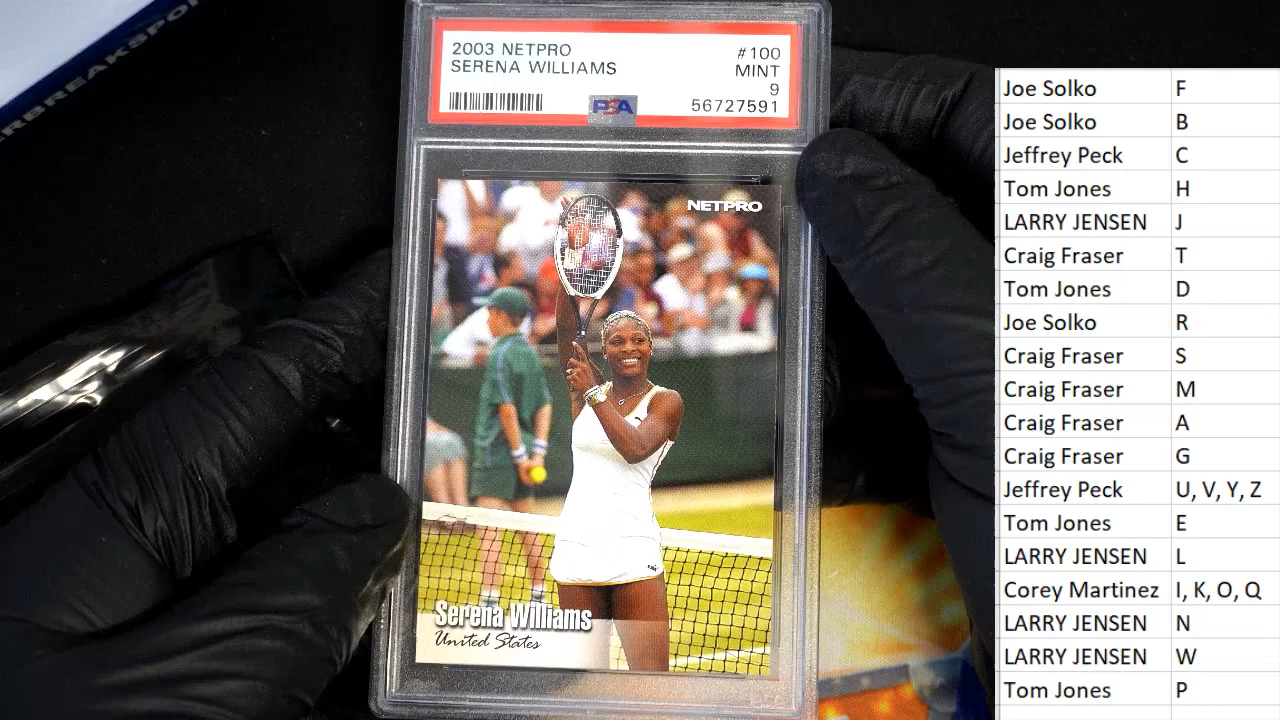 RBREAKSPO
2003 NETPRO #100
SERENA WILLIAMS MINT
9
PSA 56727591
NETPRO
Serena Williams
United States
Joe Solko F
Joe Solko B
Jeffrey Peck C
Tom Jones H
LARRY JENSEN J
Craig Fraser T
Tom Jones D
Joe Solko R
Craig Fraser S
Craig Fraser M
Craig Fraser A
Craig Fraser G
Jeffrey Peck U, V, Y, Z
Tom Jones E
LARRY JENSEN L
Corey Martinez I, K, O, Q
LARRY JENSEN N
LARRY JENSEN W
Tom Jones P